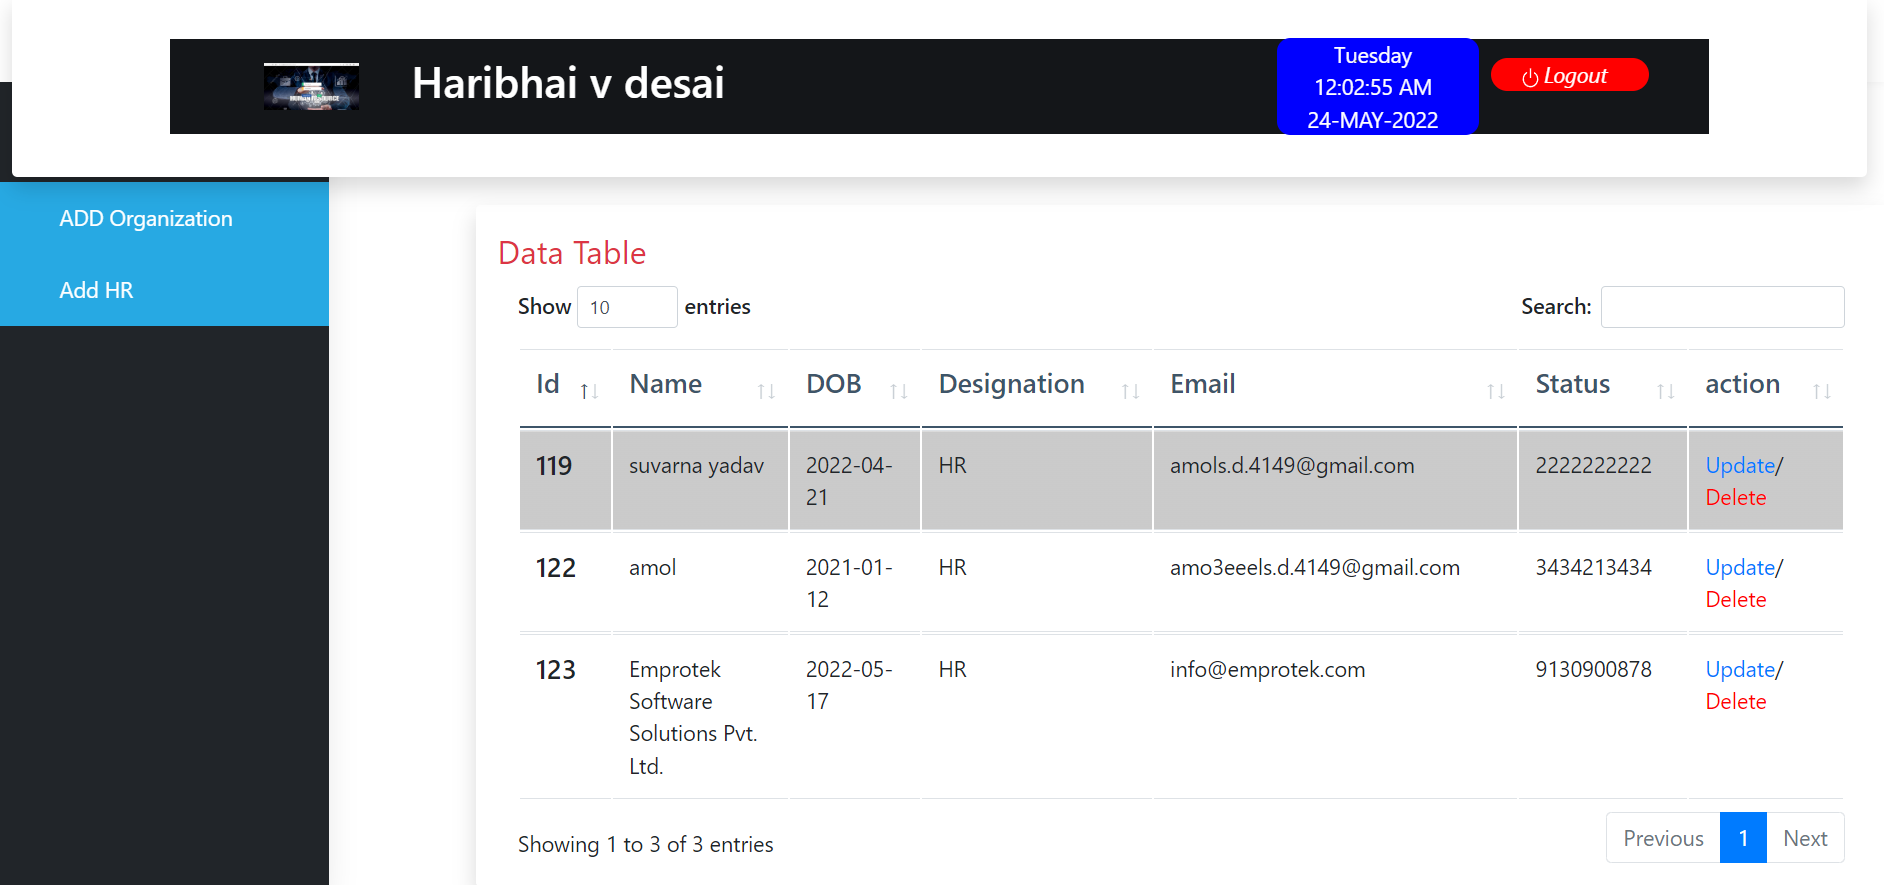 HUMAN RESOURCE
Haribhai v desai
Tuesday
12:02:55 AM
24-MAY-2022
Logout
ADD Organization
Add HR
Data Table
Show 10 entries
Search:
Id Name DOB Designation Email Status action
119 suvarna yadav 2022-04- HR amols.d.4149@gmail.com 2222222222 Update/
21 Delete
122 amol 2021-01- HR amo3eeels.d.4149@gmail.com 3434213434 Update/
12 Delete
123 Emprotek 2022-05- HR info@emprotek.com 9130900878 Update/
Software 17 Delete
Solutions Pvt.
Ltd.
Showing 1 to 3 of 3 entries
Previous 1 Next